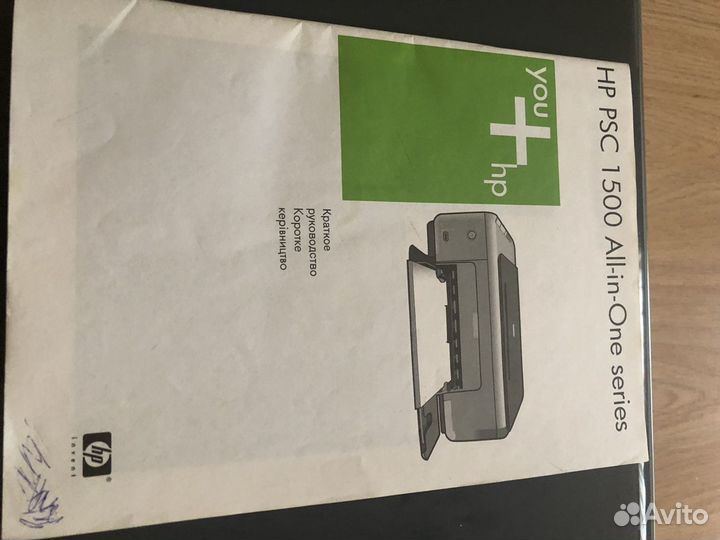 HP PSC 1500 All-in-One series
you
hp
Краткое
руководство
Коротке
керівництво
hp
®
invent
Avito